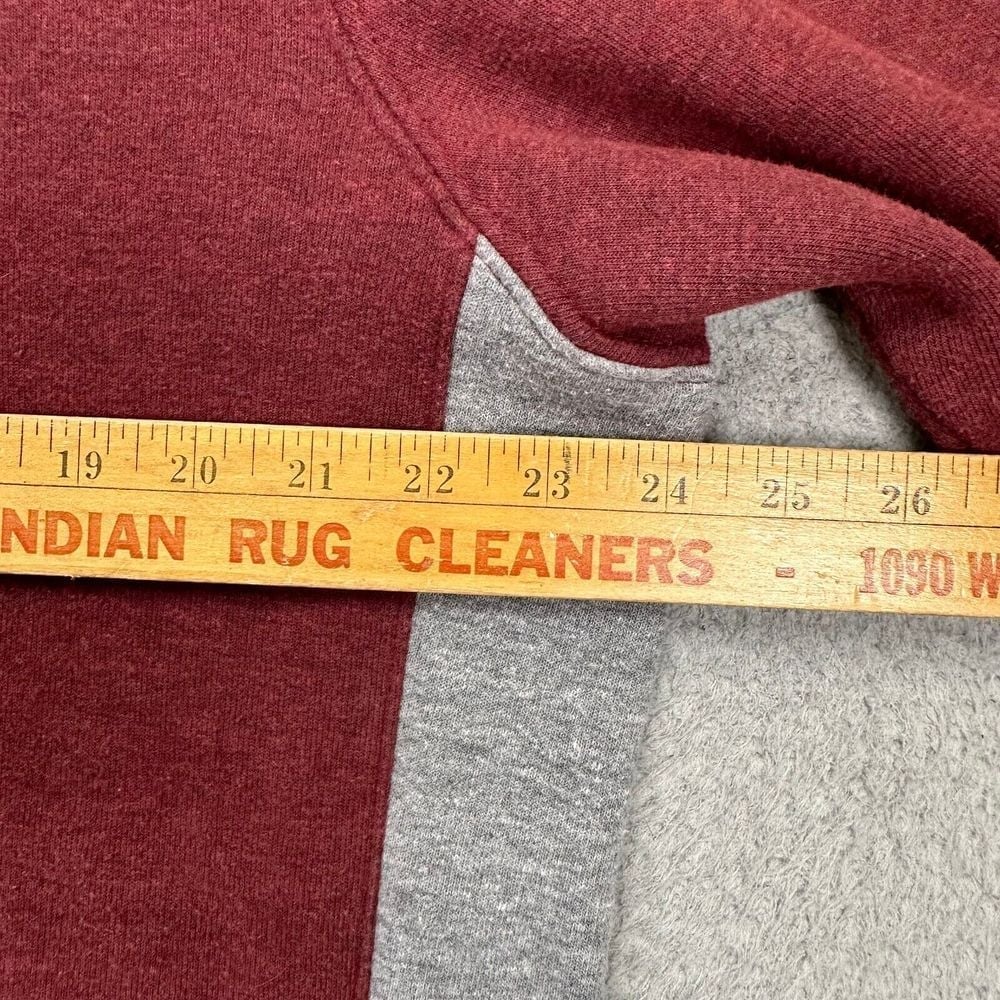 19 20 21 22 23 24 25 26
NDIAN RUG CLEANERS - 1090 W